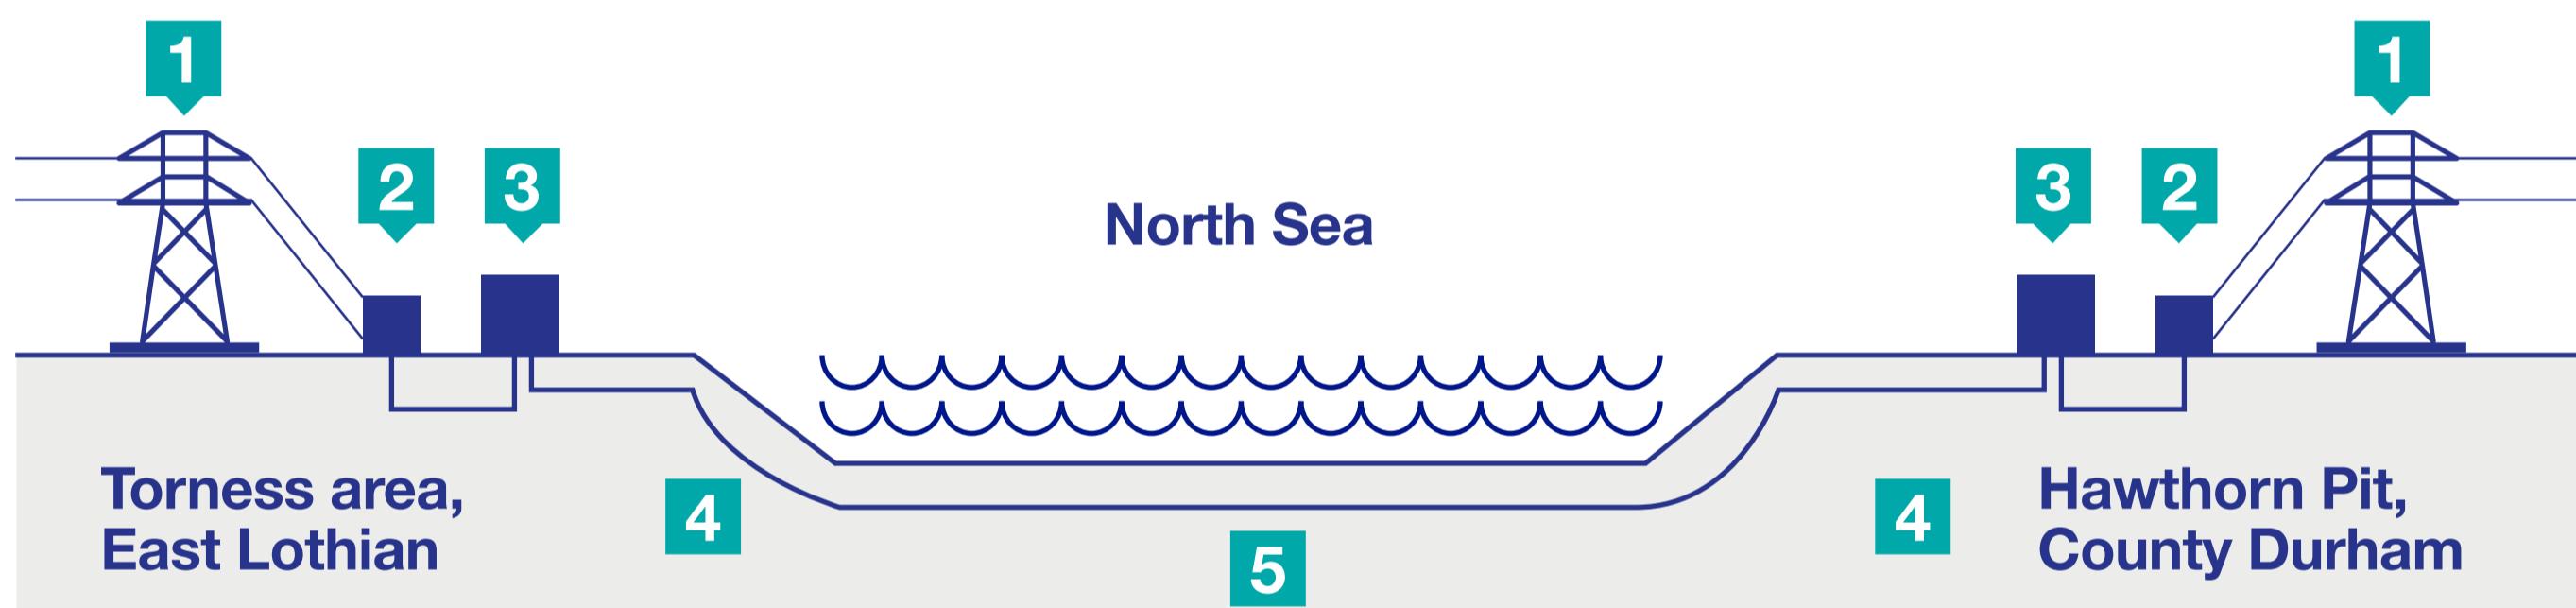 1
1
2
3
3
2
North Sea
Torness area,
East Lothian
4
5
4
Hawthorn Pit,
County Durham